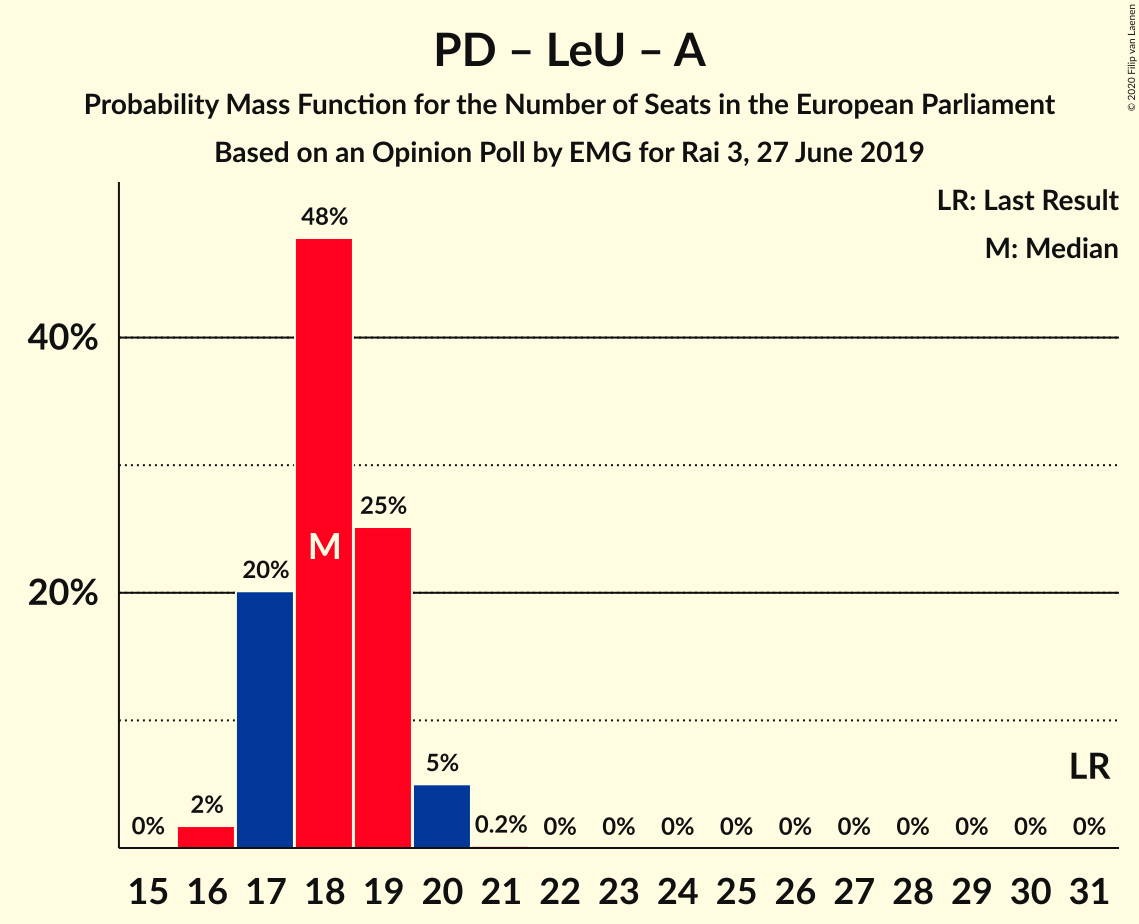 PD – LeU – A
Probability Mass Function for the Number of Seats in the European Parliament
Based on an Opinion Poll by EMG for Rai 3, 27 June 2019
© 2020 Filip van Laenen
LR: Last Result
M: Median
40%
20%
0%
2%
20%
48%
25%
5%
0.2%
0%
0%
0%
0%
0%
0%
0%
0%
0%
0%
M
LR
15 16 17 18 19 20 21 22 23 24 25 26 27 28 29 30 31